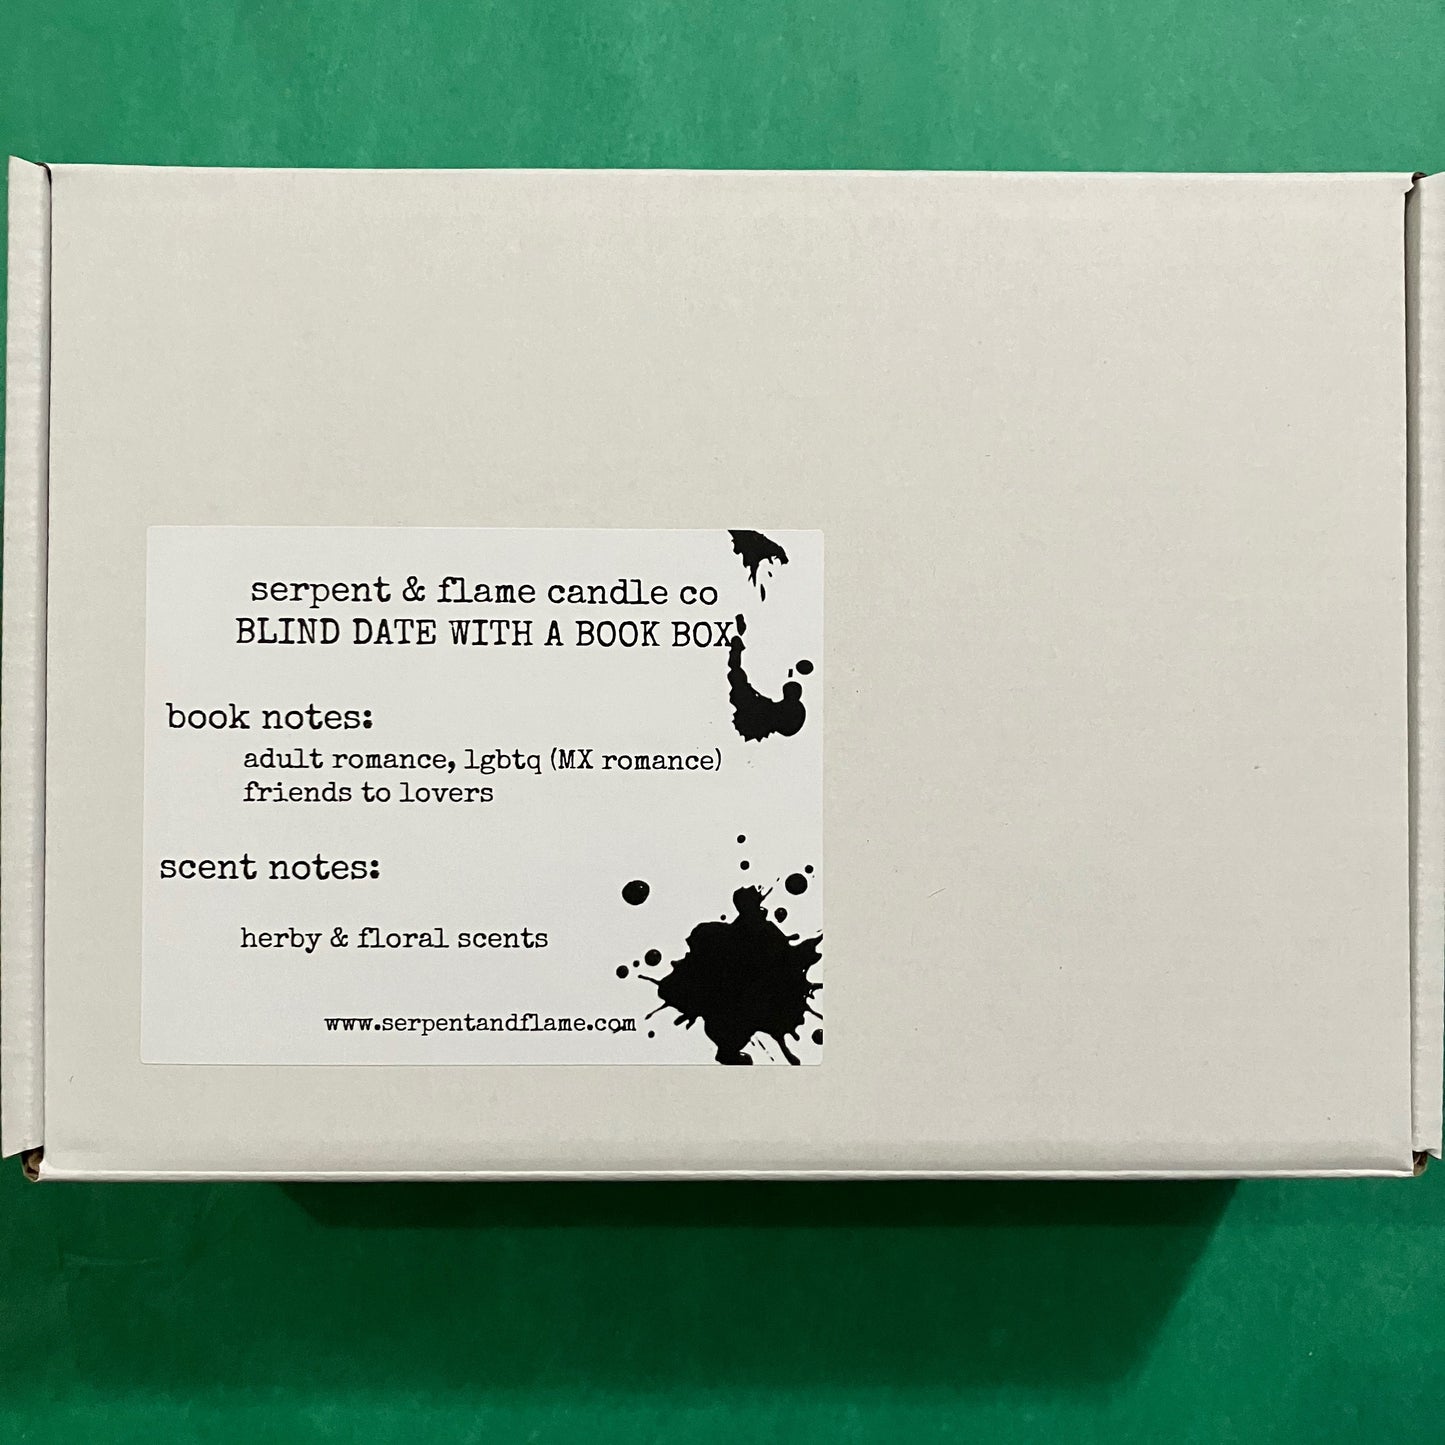 serpent & flame candle co
BLIND DATE WITH A BOOK BOX
book notes:
adult romance, lgbtq (MX romance)
friends to lovers
scent notes:
herby & floral scents
www.serpentandflame.com